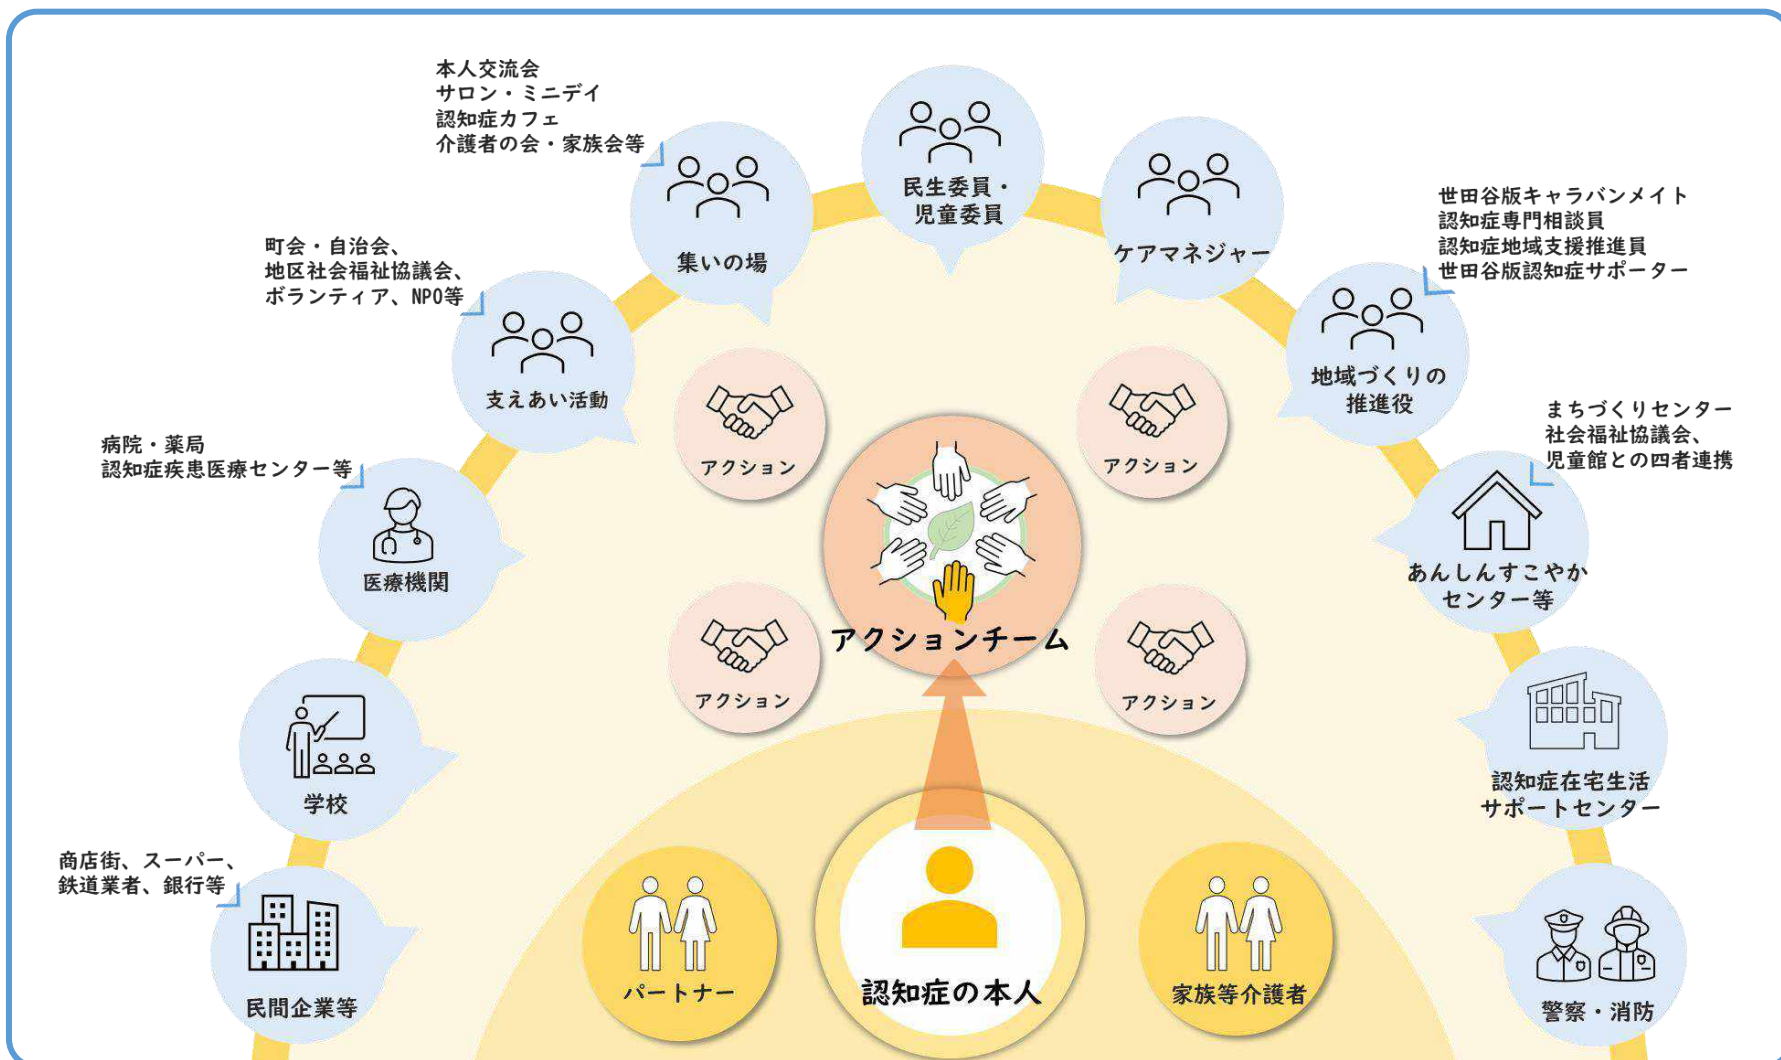 本人交流会
サロン・ミニデイ
認知症カフェ
介護者の会・家族会等
集いの場
民生委員・
児童委員
ケアマネジャー
世田谷版キャラバンメイト
認知症専門相談員
認知症地域支援推進員
世田谷版認知症サポーター
地域づくりの
推進役
町会・自治会、
地区社会福祉協議会、
ボランティア、NPO等
支えあい活動
まちづくりセンター
社会福祉協議会、
児童館との四者連携
あんしんすこやか
センター等
病院・薬局
認知症疾患医療センター等
医療機関
アクション
アクション
アクションチーム
アクション
アクション
学校
認知症在宅生活
サポートセンター
商店街、スーパー、
鉄道業者、銀行等
民間企業等
パートナー
認知症の本人
家族等介護者
警察・消防